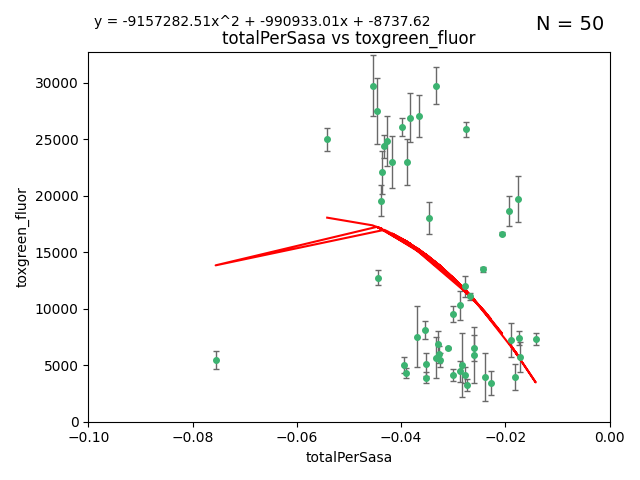 y = -9157282.51x^2 + -990933.01x + -8737.62
N = 50
totalPerSasa vs toxgreen_fluor
30000
25000
20000
15000
10000
5000
0
toxgreen_fluor
−0.10
−0.08
−0.06
−0.04
−0.02
0.00
totalPerSasa